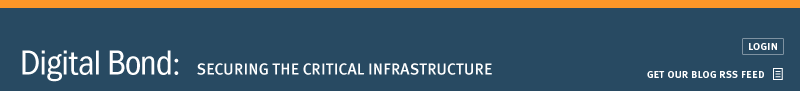 LOGIN
Digital Bond: SECURING THE CRITICAL INFRASTRUCTURE
GET OUR BLOG RSS FEED